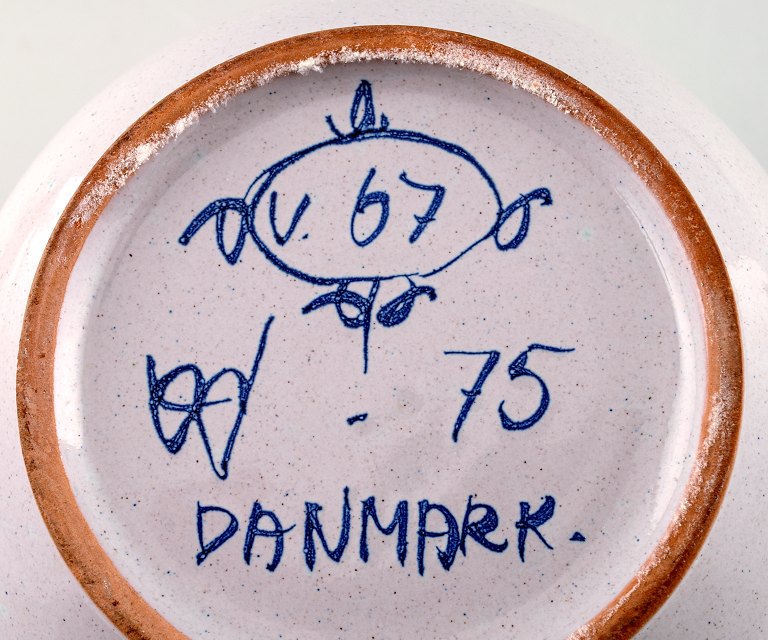 V. 67
- 75
DANMARK.